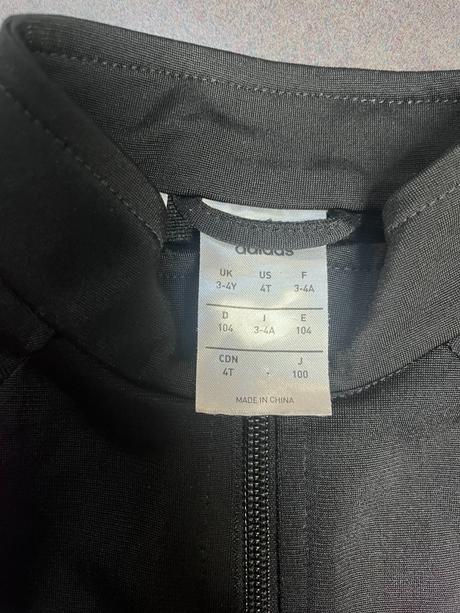 adidas
UK US F
3-4Y 4T 3-4A
D I E
104 3-4A 104
CDN J
4T - 100
MADE IN CHINA